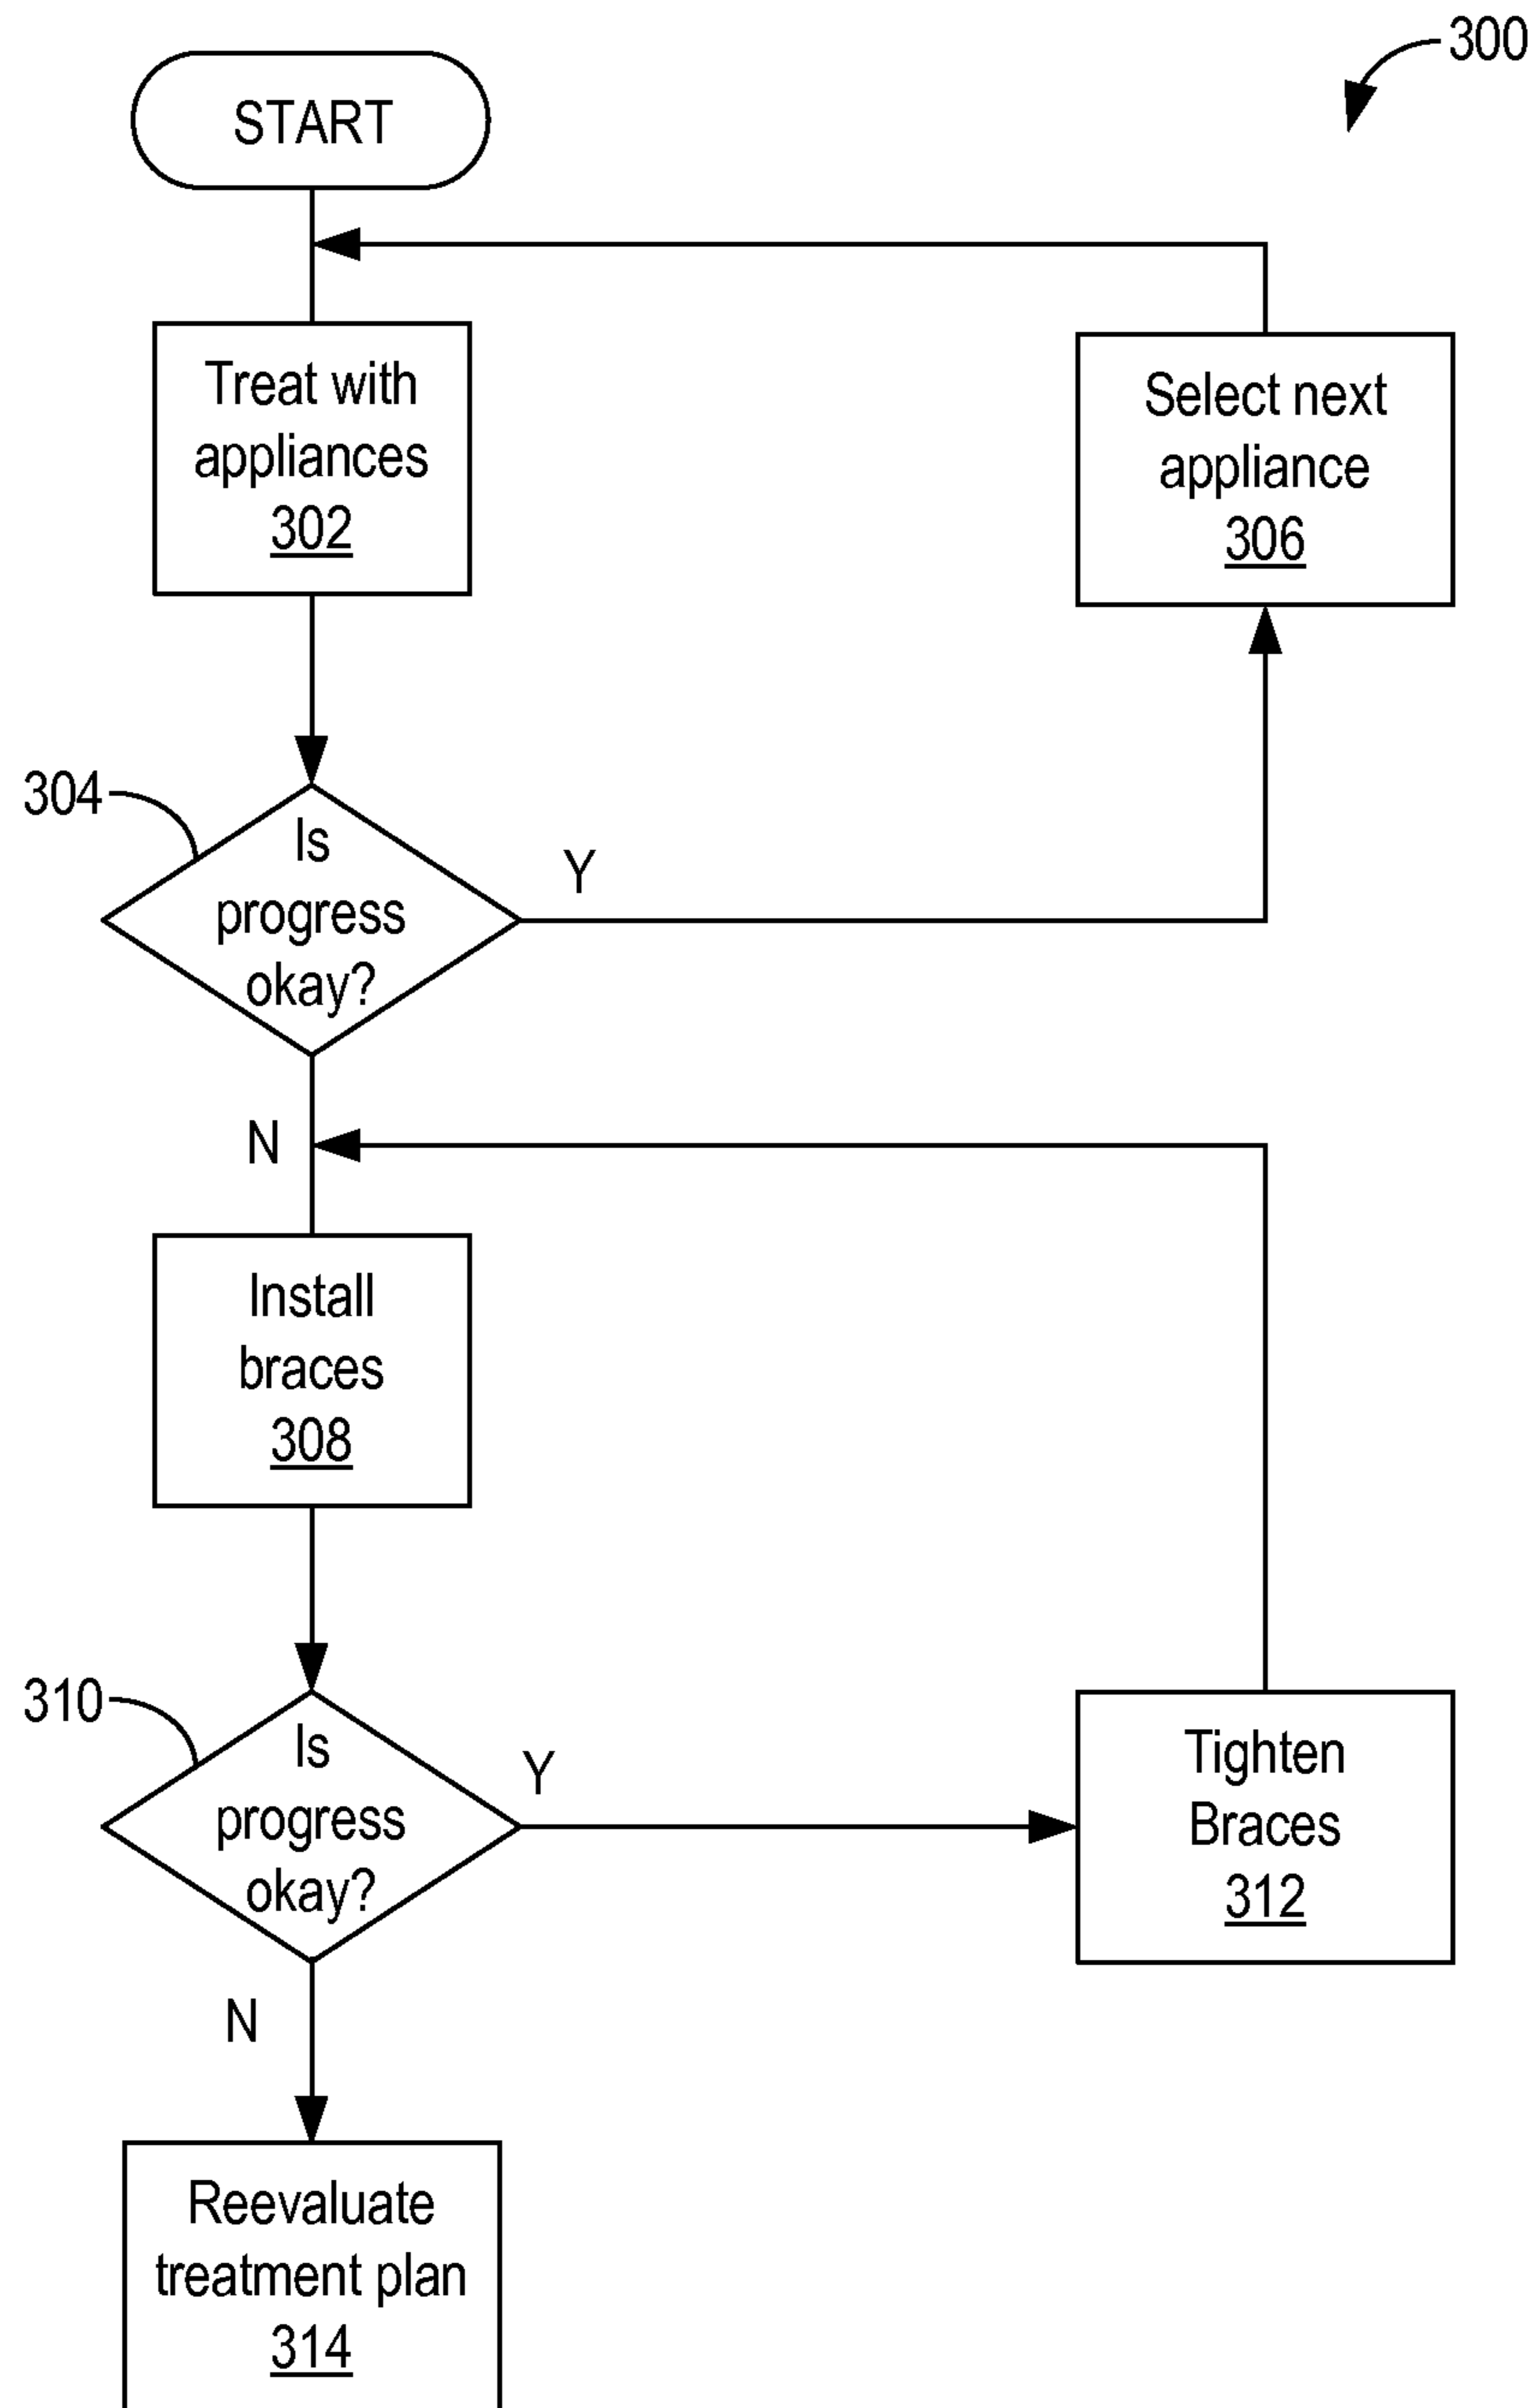 300
START
Treat with
appliances
302
Select next
appliance
306
304
Is
progress
okay?
Y
N
Install
braces
308
310
Is
progress
okay?
Y
Tighten
Braces
312
N
Reevaluate
treatment plan
314